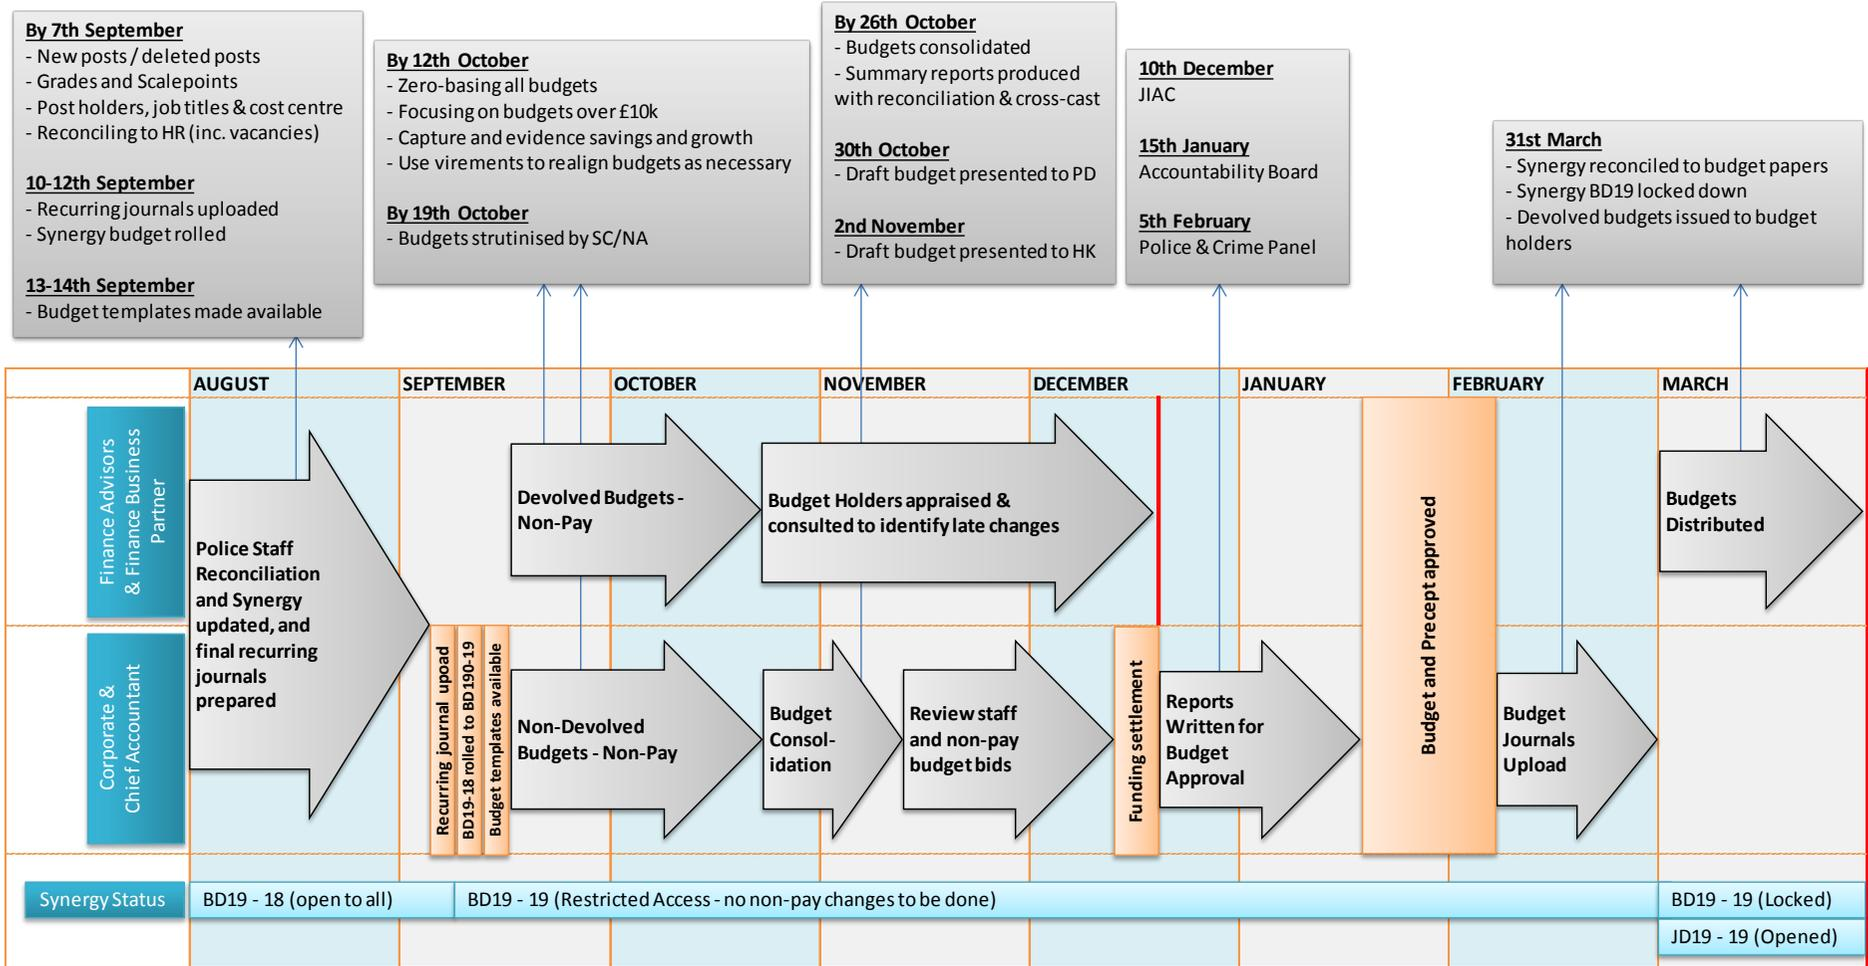 By 7th September
- New posts / deleted posts
- Grades and Scalepoints
- Post holders, job titles & cost centre
- Reconciling to HR (inc. vacancies)
10-12th September
- Recurring journals uploaded
- Synergy budget rolled
13-14th September
- Budget templates made available
By 12th October
- Zero-basing all budgets
- Focusing on budgets over £10k
- Capture and evidence savings and growth
- Use virements to realign budgets as necessary
By 19th October
- Budgets strutinised by SC/NA
By 26th October
- Budgets consolidated
- Summary reports produced
with reconciliation & cross-cast
30th October
- Draft budget presented to PD
2nd November
- Draft budget presented to HK
10th December
JIAC
15th January
Accountability Board
5th February
Police & Crime Panel
31st March
- Synergy reconciled to budget papers
- Synergy BD19 locked down
- Devolved budgets issued to budget
holders
AUGUST
SEPTEMBER
OCTOBER
NOVEMBER
DECEMBER
JANUARY
FEBRUARY
MARCH
Finance Advisors
& Finance Business
Partner
Police Staff
Reconciliation
and Synergy
updated, and
final recurring
journals
prepared
Devolved Budgets -
Non-Pay
Budget Holders appraised &
consulted to identify late changes
Budget and Precept approved
Budgets
Distributed
Corporate &
Chief Accountant
Recurring journal upoad
BD19-18 rolled to BD190-19
Budget templates available
Non-Devolved
Budgets - Non-Pay
Budget
Consol-
idation
Review staff
and non-pay
budget bids
Funding settlement
Reports
Written for
Budget
Approval
Budget
Journals
Upload
Synergy Status
BD19 - 18 (open to all)
BD19 - 19 (Restricted Access - no non-pay changes to be done)
BD19 - 19 (Locked)
JD19 - 19 (Opened)